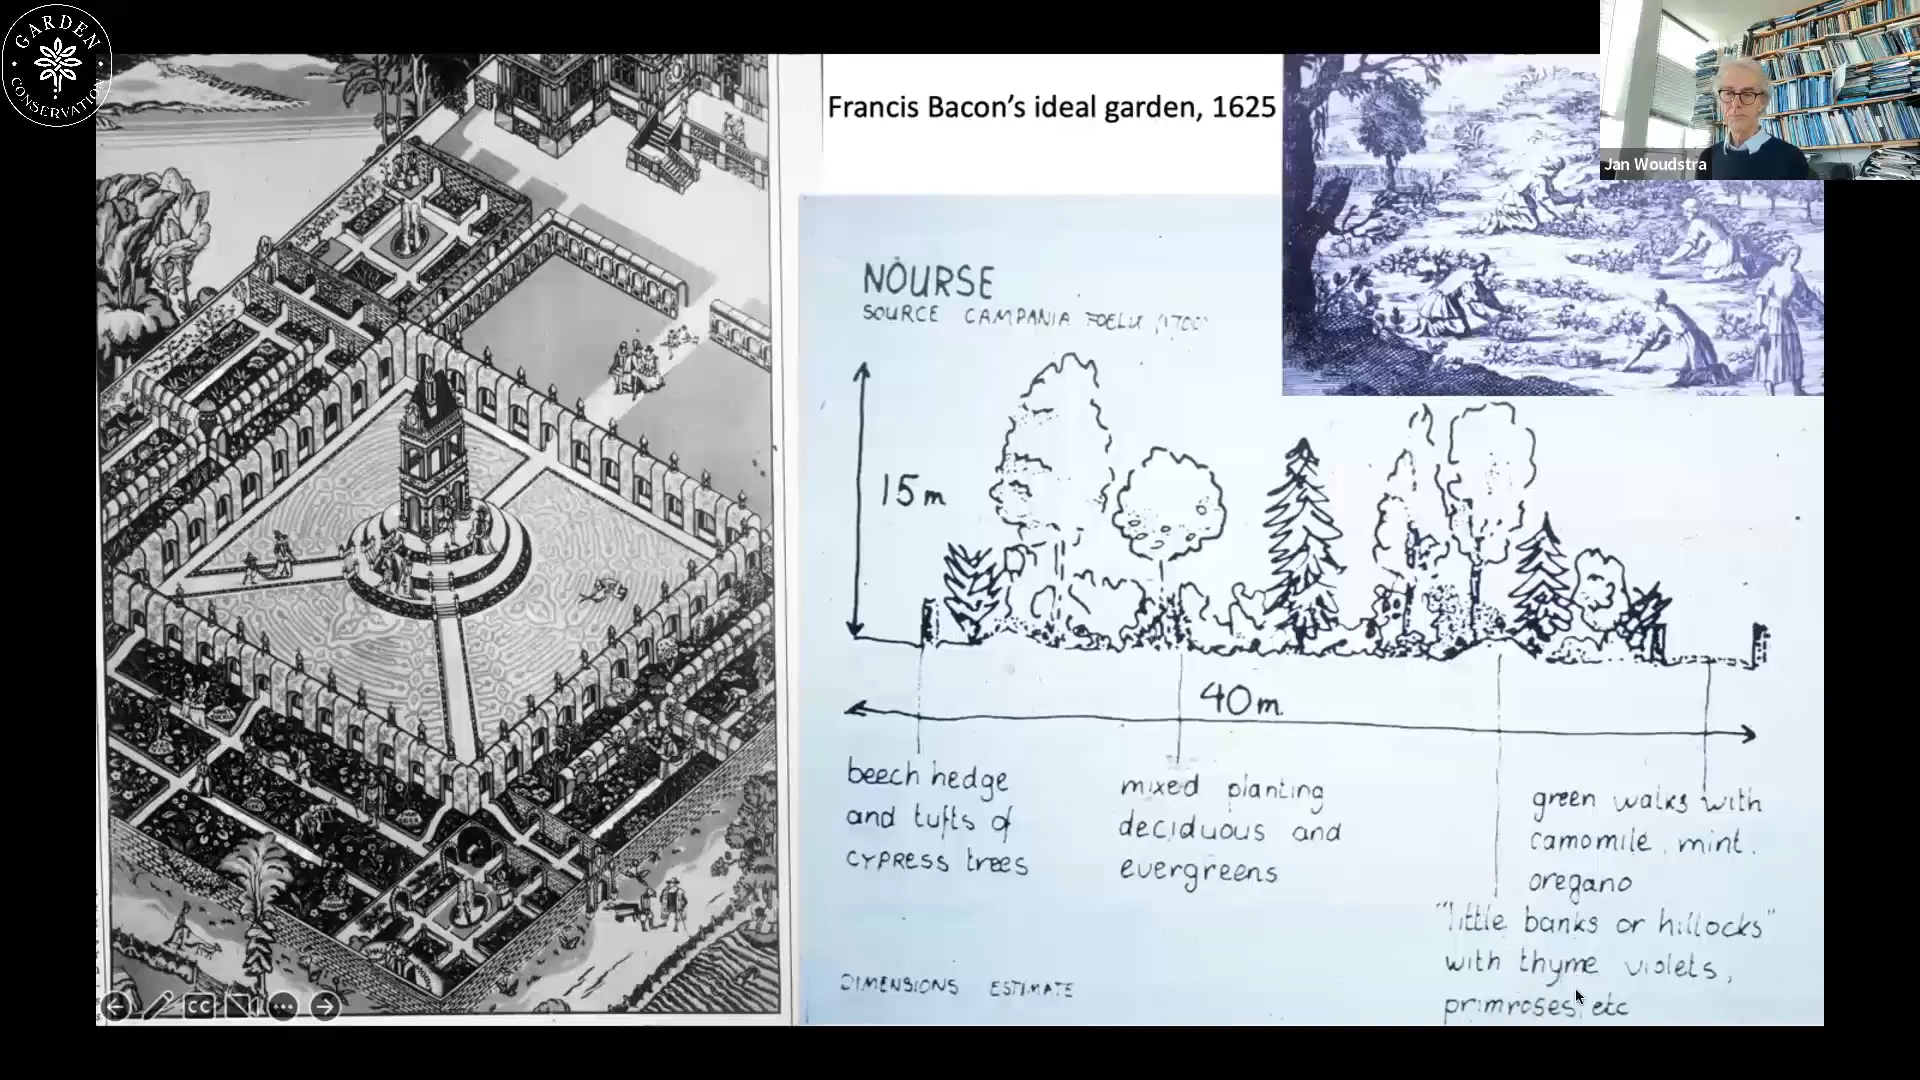 GARDEN
CONSERVATION
Francis Bacon's ideal garden, 1625
Jan Woudstra
NOURSE
SOURCE CAMPANIA FOELIX (1700)
15m
40m.
beech hedge
and tufts of
cypress trees
mixed planting
deciduous and
evergreens
green walks with
camomile, mint.
oregano
"little banks or hillocks"
with thyme violets,
primroses, etc
DIMENSIONS ESTIMATE
CC